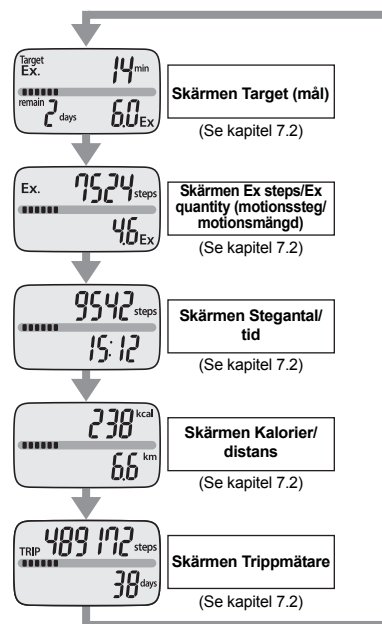 Target
Ex. 14 min
remain 2 days 6.0 Ex
Skärmen Target (mål)
(Se kapitel 7.2)
Ex. 7524 steps
4.6 Ex
Skärmen Ex steps/Ex
quantity (motionssteg/
motionsmängd)
(Se kapitel 7.2)
9542 steps
15:12
Skärmen Stegantal/
tid
(Se kapitel 7.2)
238 kcal
6.6 km
Skärmen Kalorier/
distans
(Se kapitel 7.2)
TRIP 489172 steps
38 days
Skärmen Trippmätare
(Se kapitel 7.2)